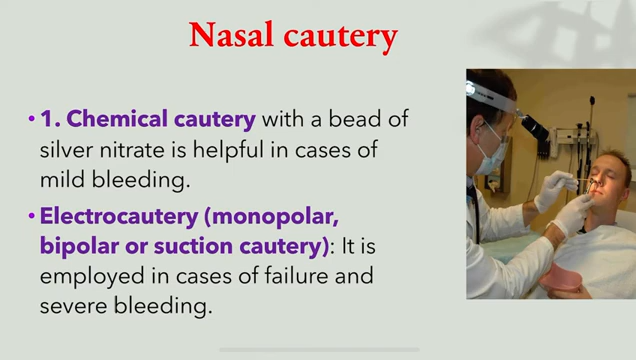 Nasal cautery
• 1. Chemical cautery with a bead of
silver nitrate is helpful in cases of
mild bleeding.
• Electrocautery (monopolar,
bipolar or suction cautery): It is
employed in cases of failure and
severe bleeding.